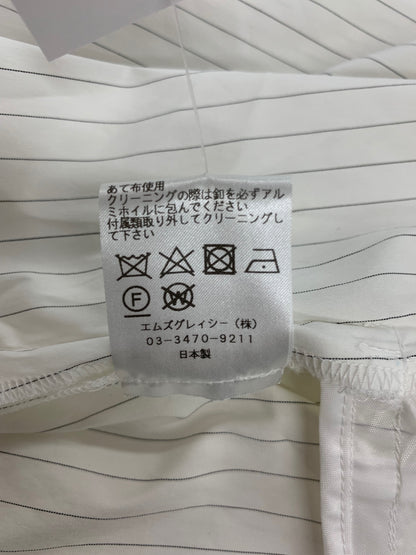 あて布使用
クリーニングの際は釦を必ずアル
ミホイルに包んでください
付属類取り外してクリーニングし
て下さい
F W
エムズグレイシー（株）
03-3470-9211
日本製